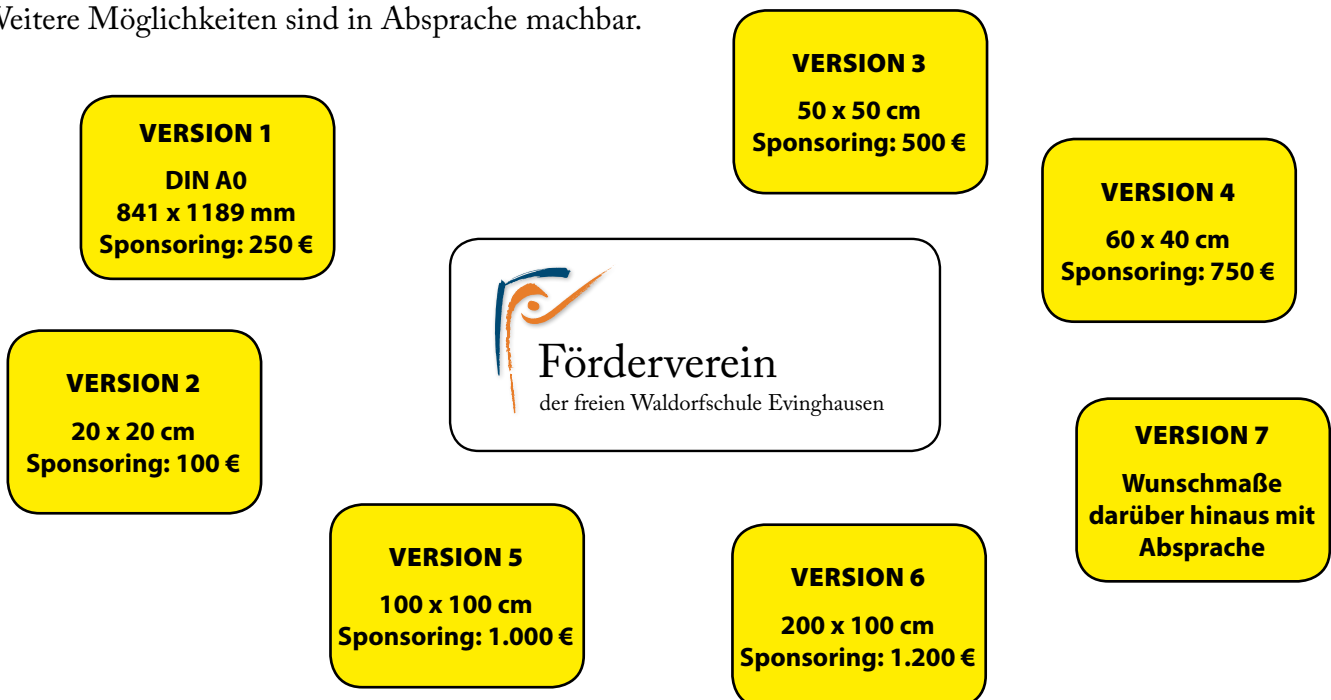 Weitere Möglichkeiten sind in Absprache machbar.
VERSION 1
DIN A0
841 x 1189 mm
Sponsoring: 250 €
VERSION 2
20 x 20 cm
Sponsoring: 100 €
VERSION 3
50 x 50 cm
Sponsoring: 500 €
VERSION 4
60 x 40 cm
Sponsoring: 750 €
Förderverein
der freien Waldorfschule Evinghausen
VERSION 5
100 x 100 cm
Sponsoring: 1.000 €
VERSION 6
200 x 100 cm
Sponsoring: 1.200 €
VERSION 7
Wunschmaße
darüber hinaus mit
Absprache